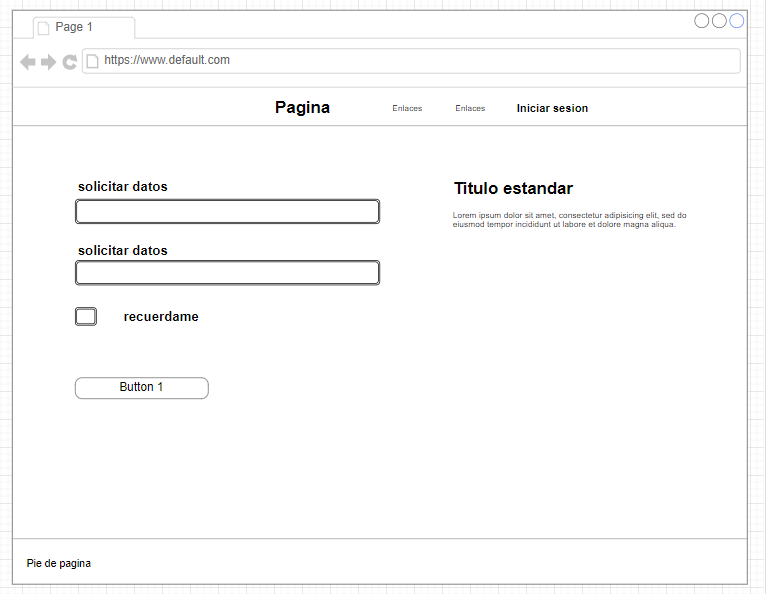 Page 1
https://www.default.com
Pagina
Enlaces
Enlaces
Iniciar sesion
solicitar datos
solicitar datos
recuerdame
Button 1
Titulo estandar
Lorem ipsum dolor sit amet, consectetur adipisicing elit, sed do
eiusmod tempor incididunt ut labore et dolore magna aliqua.
Pie de pagina